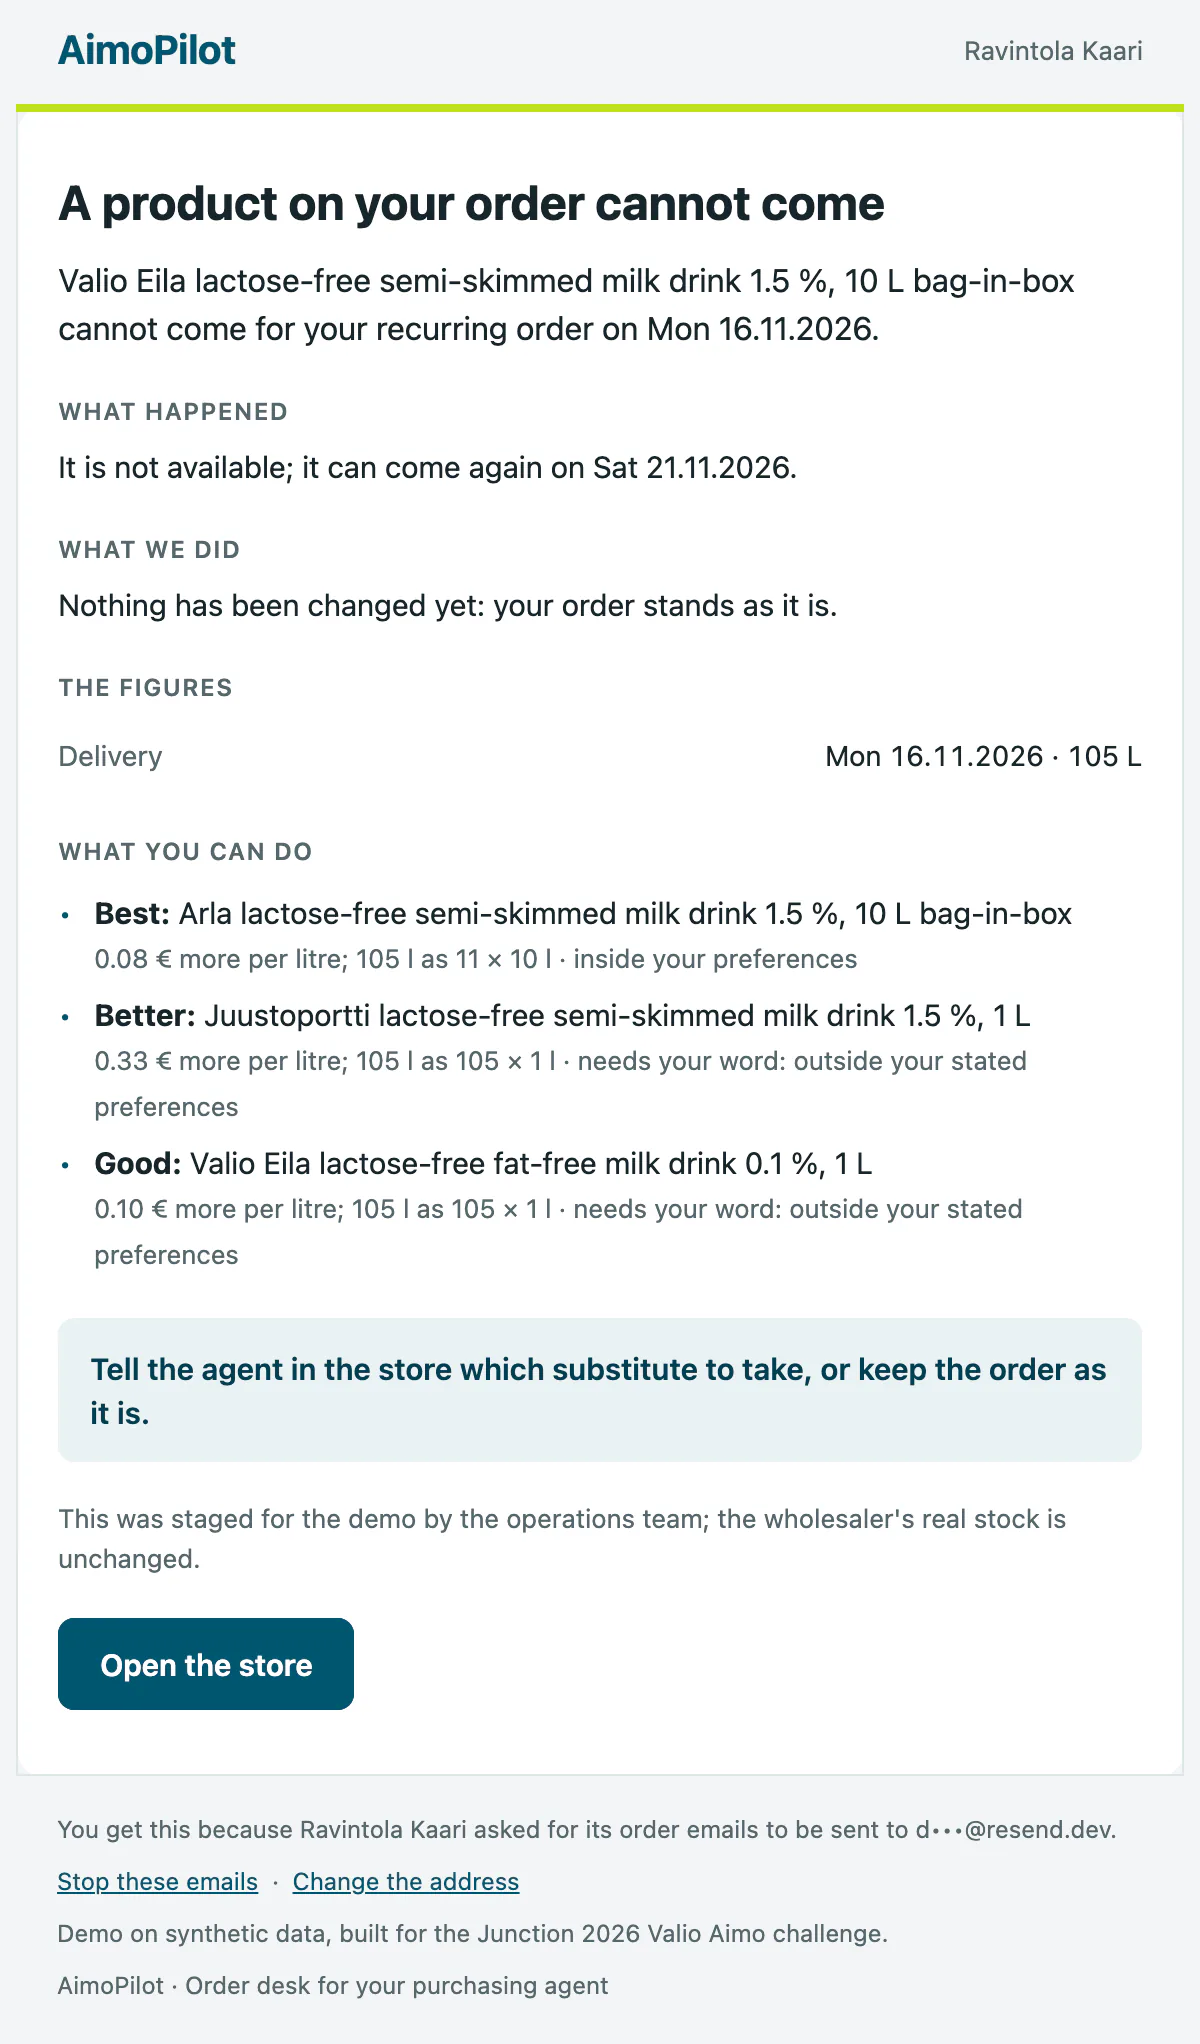 AimoPilot
Ravintola Kaari
A product on your order cannot come
Valio Eila lactose-free semi-skimmed milk drink 1.5 %, 10 L bag-in-box
cannot come for your recurring order on Mon 16.11.2026.
WHAT HAPPENED
It is not available; it can come again on Sat 21.11.2026.
WHAT WE DID
Nothing has been changed yet: your order stands as it is.
THE FIGURES
Delivery Mon 16.11.2026 · 105 L
WHAT YOU CAN DO
• Best: Arla lactose-free semi-skimmed milk drink 1.5 %, 10 L bag-in-box
0.08 € more per litre; 105 l as 11 × 10 l · inside your preferences
• Better: Juustoportti lactose-free semi-skimmed milk drink 1.5 %, 1 L
0.33 € more per litre; 105 l as 105 × 1 l · needs your word: outside your stated
preferences
• Good: Valio Eila lactose-free fat-free milk drink 0.1 %, 1 L
0.10 € more per litre; 105 l as 105 × 1 l · needs your word: outside your stated
preferences
Tell the agent in the store which substitute to take, or keep the order as
it is.
This was staged for the demo by the operations team; the wholesaler's real stock is
unchanged.
Open the store
You get this because Ravintola Kaari asked for its order emails to be sent to d•••@resend.dev.
Stop these emails · Change the address
Demo on synthetic data, built for the Junction 2026 Valio Aimo challenge.
AimoPilot · Order desk for your purchasing agent